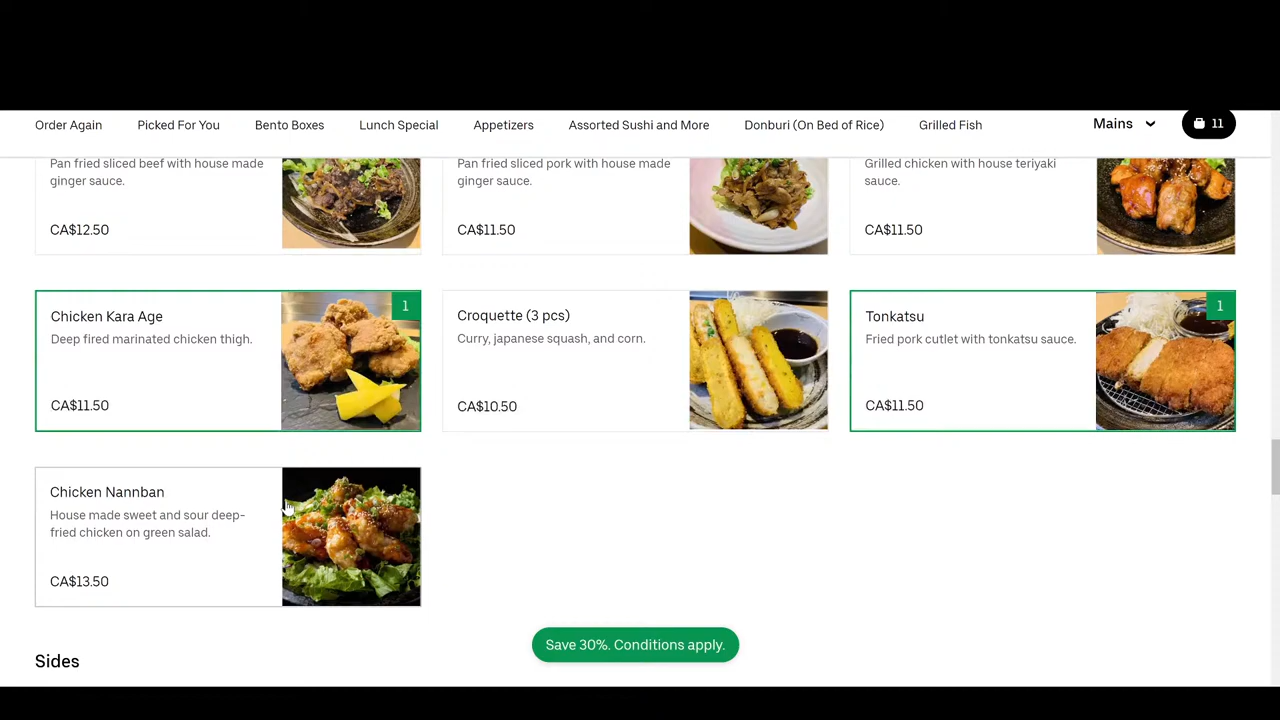 Order Again Picked For You Bento Boxes Lunch Special Appetizers Assorted Sushi and More Donburi (On Bed of Rice) Grilled Fish Mains 11
Pan fried sliced beef with house made
ginger sauce.
CA$12.50
Pan fried sliced pork with house made
ginger sauce.
CA$11.50
Grilled chicken with house teriyaki
sauce.
CA$11.50
Chicken Kara Age
1
Deep fired marinated chicken thigh.
CA$11.50
Croquette (3 pcs)
Curry, japanese squash, and corn.
CA$10.50
Tonkatsu
1
Fried pork cutlet with tonkatsu sauce.
CA$11.50
Chicken Nannban
House made sweet and sour deep-
fried chicken on green salad.
CA$13.50
Save 30%. Conditions apply.
Sides